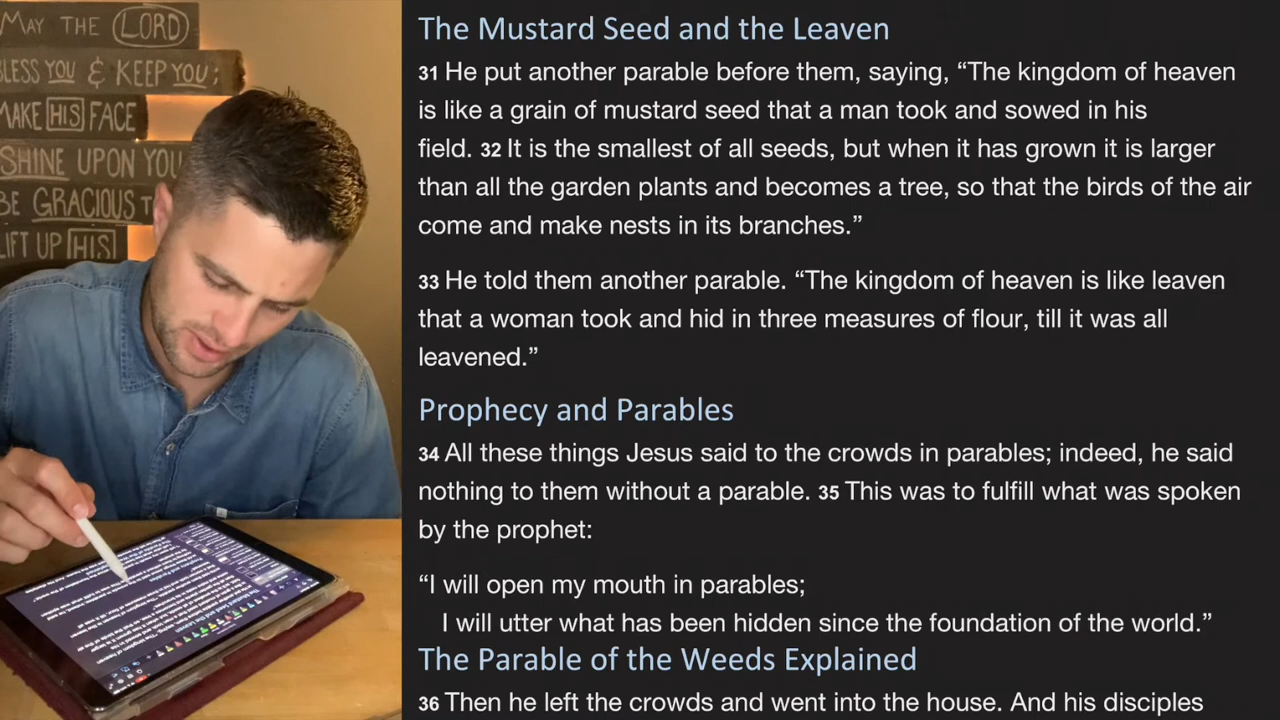 MAY THE LORD
BLESS YOU & KEEP YOU;
MAKE HIS FACE
SHINE UPON YOU
BE GRACIOUS T
LIFT UP HIS
The Mustard Seed and the Leaven
31 He put another parable before them, saying, “The kingdom of heaven
is like a grain of mustard seed that a man took and sowed in his
field. 32 It is the smallest of all seeds, but when it has grown it is larger
than all the garden plants and becomes a tree, so that the birds of the air
come and make nests in its branches.”
33 He told them another parable. “The kingdom of heaven is like leaven
that a woman took and hid in three measures of flour, till it was all
leavened.”
Prophecy and Parables
34 All these things Jesus said to the crowds in parables; indeed, he said
nothing to them without a parable. 35 This was to fulfill what was spoken
by the prophet:
“I will open my mouth in parables;
I will utter what has been hidden since the foundation of the world.”
The Parable of the Weeds Explained
36 Then he left the crowds and went into the house. And his disciples